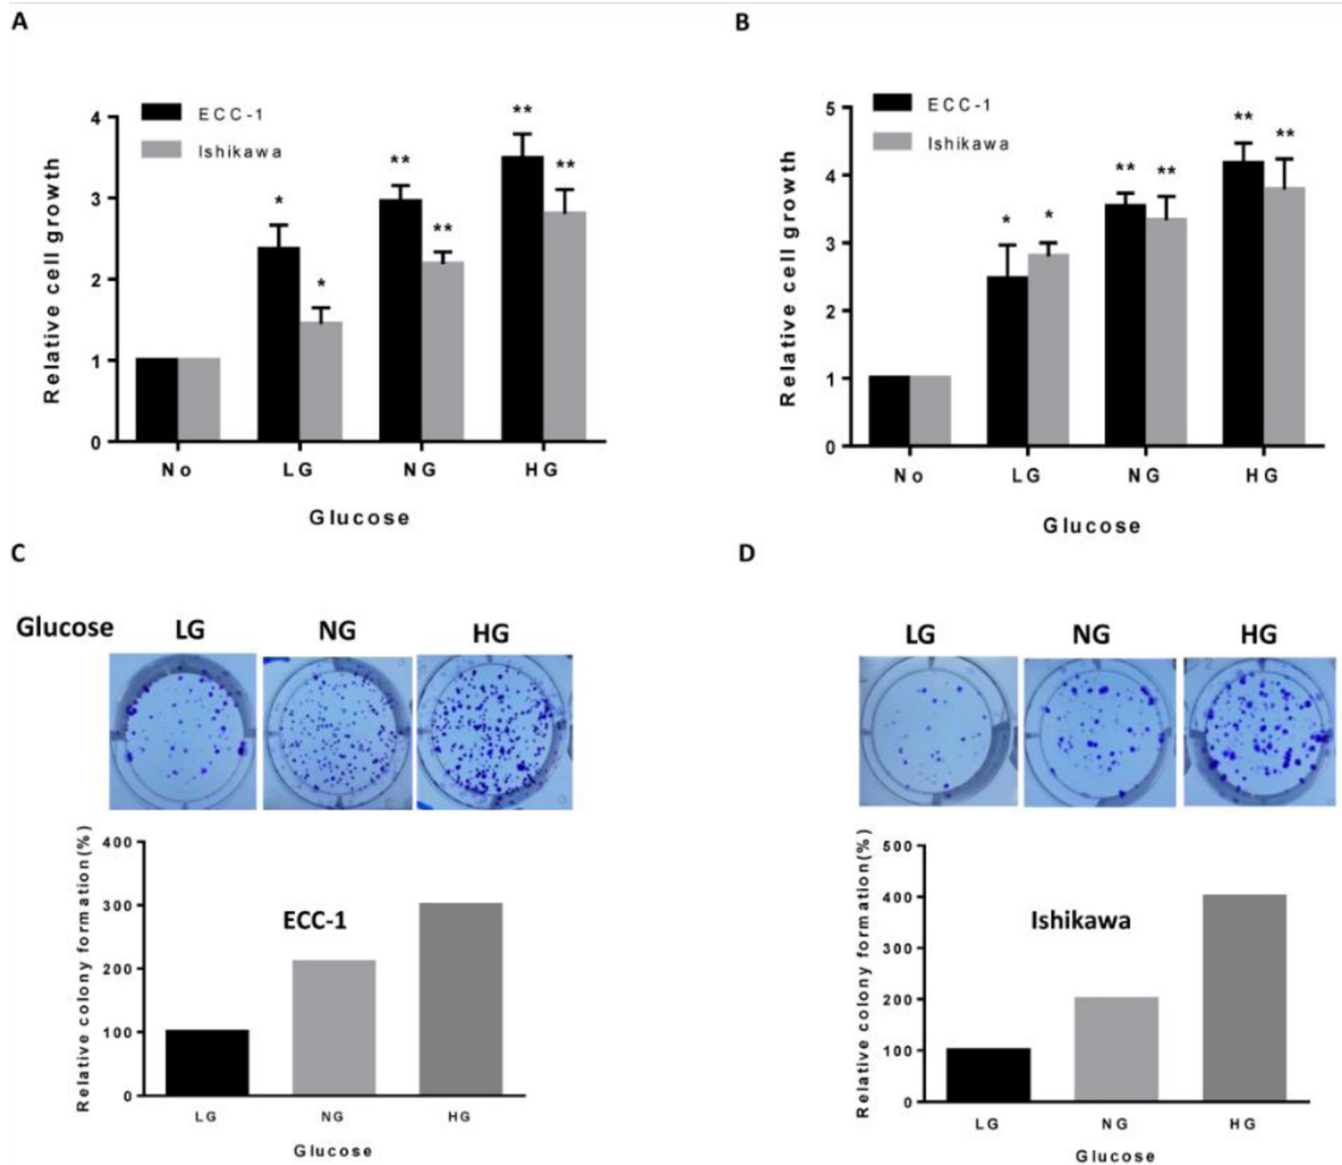 A
B
ECC-1
Ishikawa
Relative cell growth
4
3
2
1
0
*
*
**
**
**
**
No LG NG HG
Glucose
ECC-1
Ishikawa
Relative cell growth
5
4
3
2
1
0
*
*
**
**
**
**
No LG NG HG
Glucose
C
D
Glucose LG NG HG
Relative colony formation(%)
400
300
200
100
0
ECC-1
LG NG HG
Glucose
LG NG HG
Relative colony formation(%)
500
400
300
200
100
0
Ishikawa
LG NG HG
Glucose